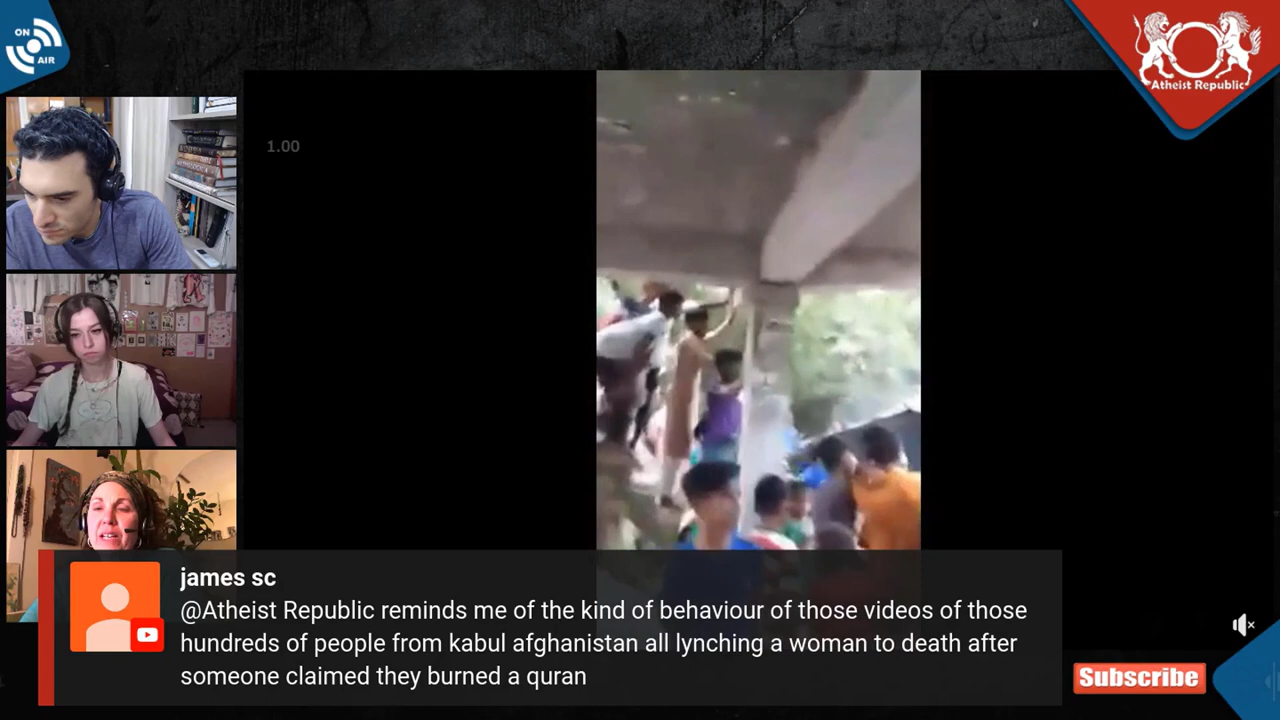 ON
AIR
Atheist Republic
1.00
james sc
@Atheist Republic reminds me of the kind of behaviour of those videos of those
hundreds of people from kabul afghanistan all lynching a woman to death after
someone claimed they burned a quran
Subscribe